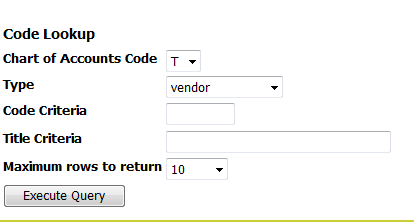 Code Lookup
Chart of Accounts Code T
Type vendor
Code Criteria
Title Criteria
Maximum rows to return 10
Execute Query